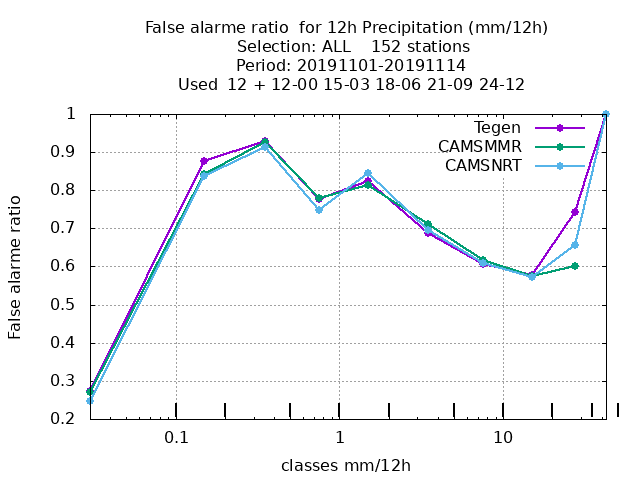 False alarme ratio  for 12h Precipitation (mm/12h)
Selection: ALL    152 stations
Period: 20191101-20191114
Used  12 + 12-00 15-03 18-06 21-09 24-12
Tegen
CAMSMMR
CAMSNRT
False alarme ratio
1
0.9
0.8
0.7
0.6
0.5
0.4
0.3
0.2
0.1
1
10
classes mm/12h